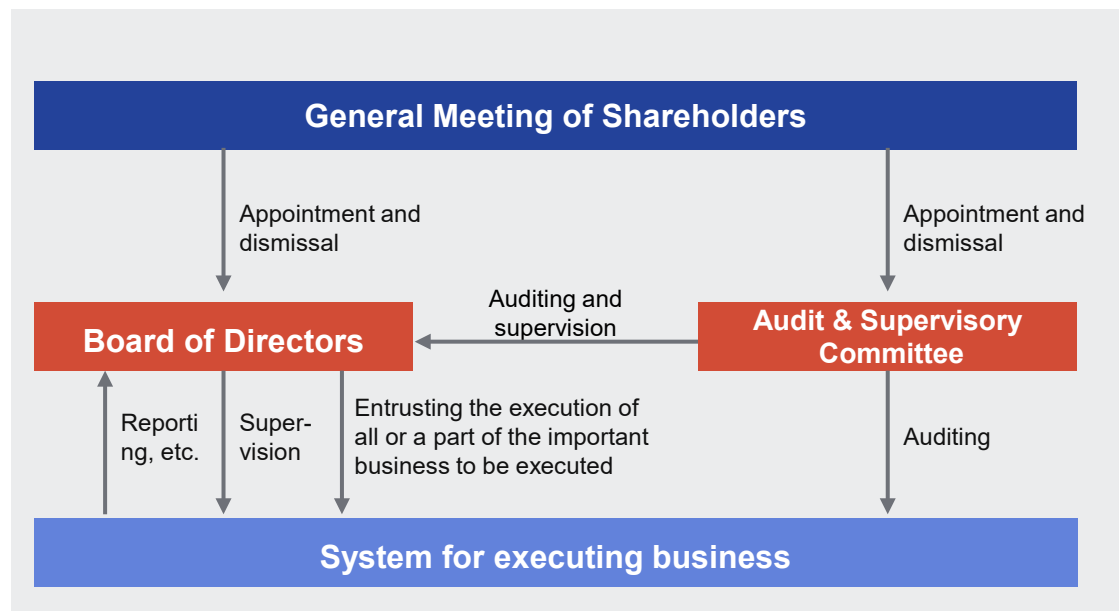 General Meeting of Shareholders
Appointment and
dismissal
Appointment and
dismissal
Auditing and
supervision
Board of Directors
Audit & Supervisory
Committee
Reporti
ng, etc.
Super-
vision
Entrusting the execution of
all or a part of the important
business to be executed
Auditing
System for executing business